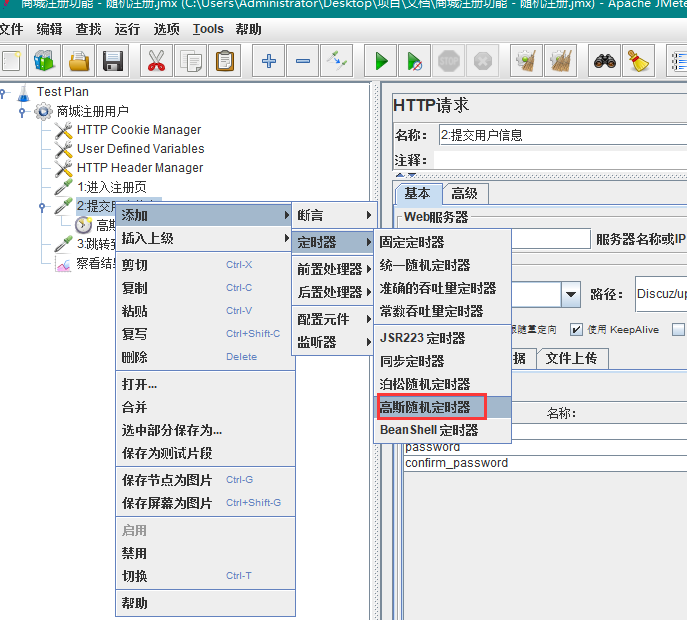 商城注册功能 - 随机注册.jmx (C:\Users\Administrator\Desktop\项目\文档\商城注册功能 - 随机注册.jmx) - Apache JMete
文件 编辑 查找 运行 选项 Tools 帮助
STOP
Test Plan
商城注册用户
HTTP Cookie Manager
User Defined Variables
HTTP Header Manager
1:进入注册页
2:提交
高斯
3:跳转
察看结
添加
插入上级
剪切 Ctrl-X
复制 Ctrl-C
粘贴 Ctrl-V
复写 Ctrl+Shift-C
删除 Delete
打开...
合并
选中部分保存为...
保存为测试片段
保存节点为图片 Ctrl-G
保存屏幕为图片 Ctrl+Shift-G
启用
禁用
切换 Ctrl-T
帮助
断言
定时器
前置处理器
后置处理器
配置元件
监听器
固定定时器
统一随机定时器
准确的吞吐量定时器
常数吞吐量定时器
JSR223 定时器
同步定时器
泊松随机定时器
高斯随机定时器
BeanShell 定时器
HTTP请求
名称: 2:提交用户信息
注释:
基本 高级
Web服务器
服务器名称或IP
路径: Discuz/up
跟随重定向 使用 KeepAlive
据 文件上传
名称:
password
confirm_password